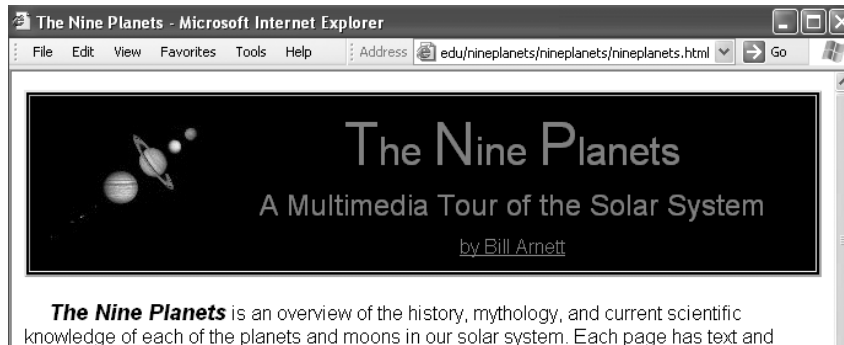 The Nine Planets - Microsoft Internet Explorer
File Edit View Favorites Tools Help Address edu/nineplanets/nineplanets/nineplanets.html Go
The Nine Planets
A Multimedia Tour of the Solar System
by Bill Arnett
The Nine Planets is an overview of the history, mythology, and current scientific
knowledge of each of the planets and moons in our solar system. Each page has text and